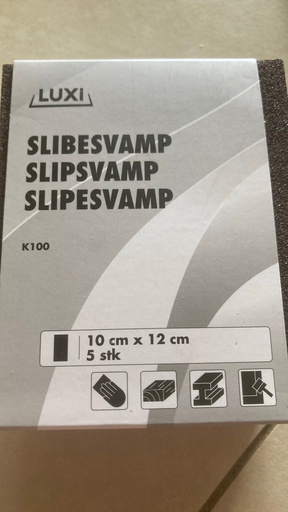 LUXI
SLIBESVAMP
SLIPSVAMP
SLIPESVAMP
K100
10 cm x 12 cm
5 stk